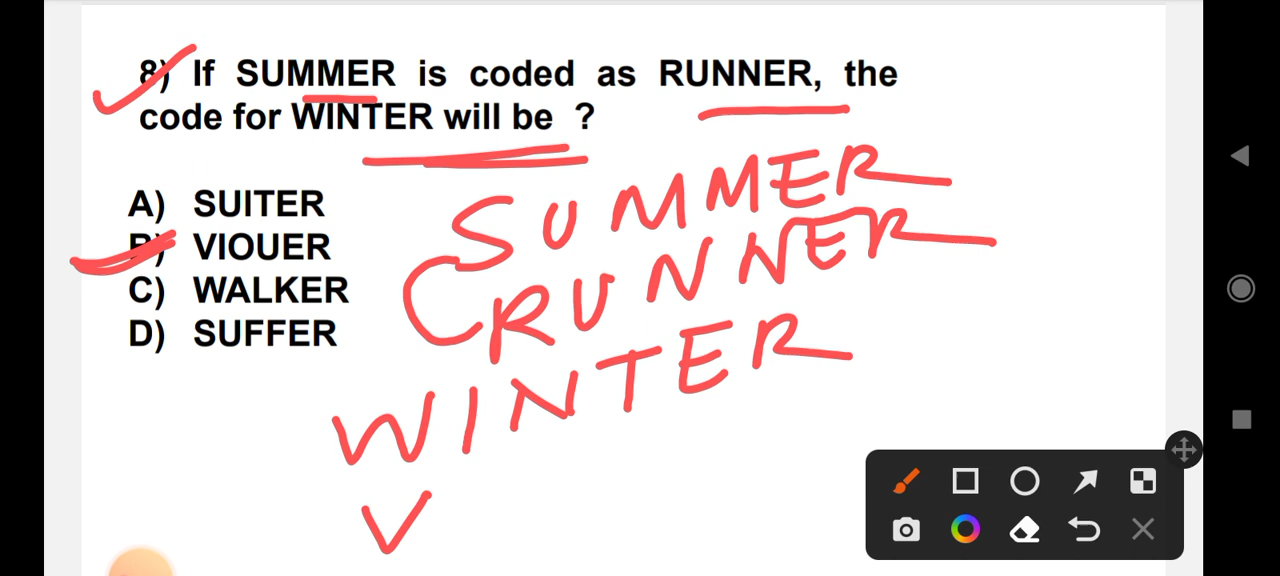 8) If SUMMER is coded as RUNNER, the
code for WINTER will be ?
A) SUITER
B) VIOUER
C) WALKER
D) SUFFER
SUMMER
RUNNER
WINTER
V